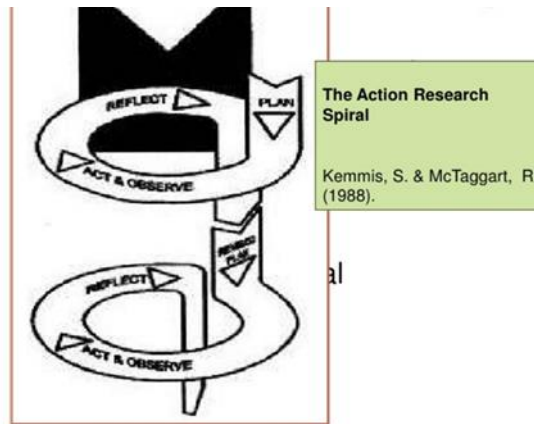 REFLECT
PLAN
The Action Research
Spiral
ACT & OBSERVE
Kemmis, S. & McTaggart, R
(1988).
REVISED
PLAN
al
REFLECT
ACT & OBSERVE